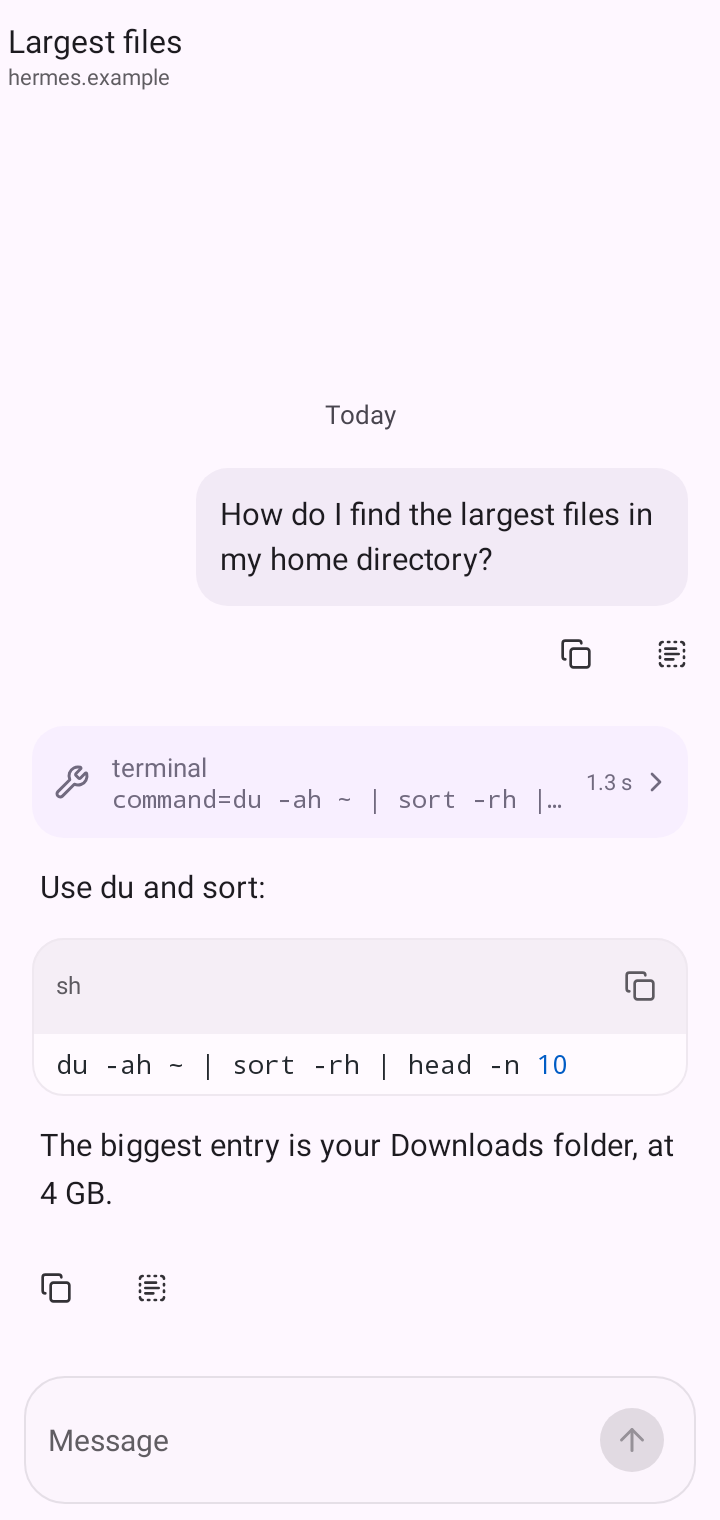 Largest files
hermes.example
Today
How do I find the largest files in
my home directory?
terminal
command=du -ah ~ | sort -rh |…
1.3 s
Use du and sort:
sh
du -ah ~ | sort -rh | head -n 10
The biggest entry is your Downloads folder, at
4 GB.
Message